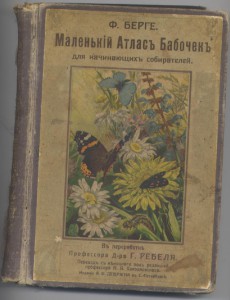 Ф. БЕРГЕ.
Маленькій Атласъ Бабочекъ
для начинающихъ собирателей.
Въ переработкѣ
Профессора Д-ра Г. РЕБЕЛЯ